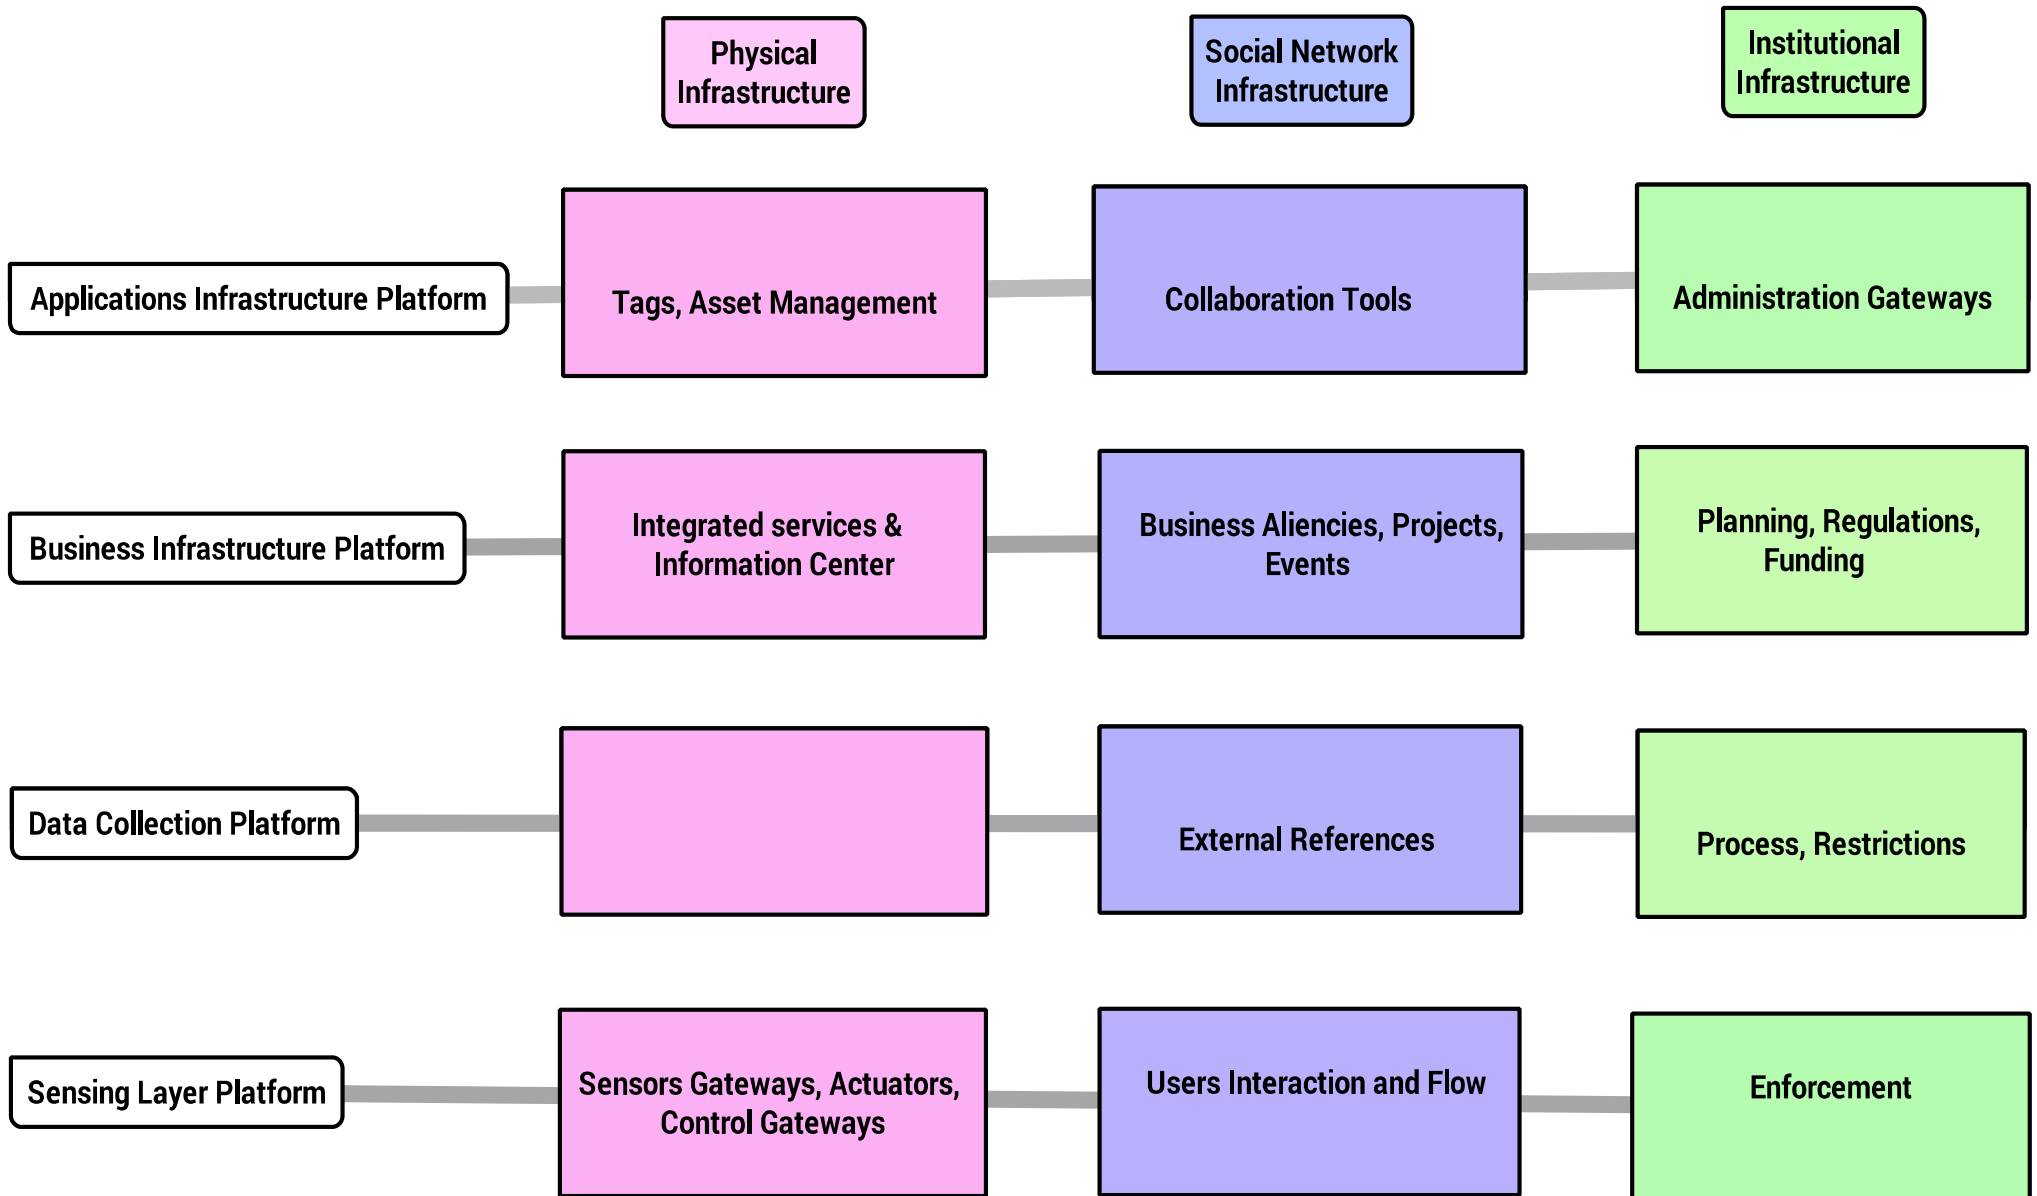 Physical
Infrastructure
Social Network
Infrastructure
Institutional
Infrastructure
Applications Infrastructure Platform
Tags, Asset Management
Collaboration Tools
Administration Gateways
Business Infrastructure Platform
Integrated services &
Information Center
Business Aliencies, Projects,
Events
Planning, Regulations,
Funding
Data Collection Platform
External References
Process, Restrictions
Sensing Layer Platform
Sensors Gateways, Actuators,
Control Gateways
Users Interaction and Flow
Enforcement